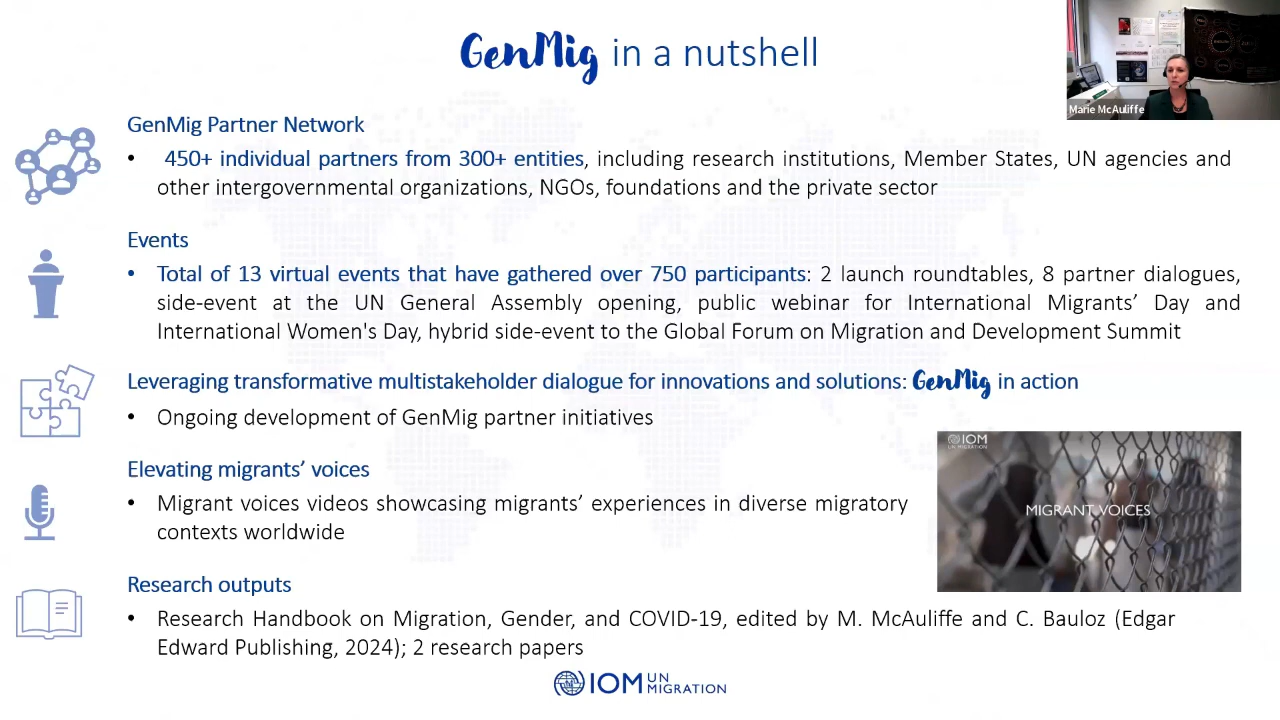 GenMig in a nutshell
Marie McAuliffe
GenMig Partner Network
• 450+ individual partners from 300+ entities, including research institutions, Member States, UN agencies and
other intergovernmental organizations, NGOs, foundations and the private sector
Events
• Total of 13 virtual events that have gathered over 750 participants: 2 launch roundtables, 8 partner dialogues,
side-event at the UN General Assembly opening, public webinar for International Migrants’ Day and
International Women's Day, hybrid side-event to the Global Forum on Migration and Development Summit
Leveraging transformative multistakeholder dialogue for innovations and solutions: GenMig in action
• Ongoing development of GenMig partner initiatives
Elevating migrants’ voices
• Migrant voices videos showcasing migrants’ experiences in diverse migratory
contexts worldwide
IOM
UN MIGRATION
MIGRANT VOICES
Research outputs
• Research Handbook on Migration, Gender, and COVID-19, edited by M. McAuliffe and C. Bauloz (Edgar
Edward Publishing, 2024); 2 research papers
IOM UN
MIGRATION